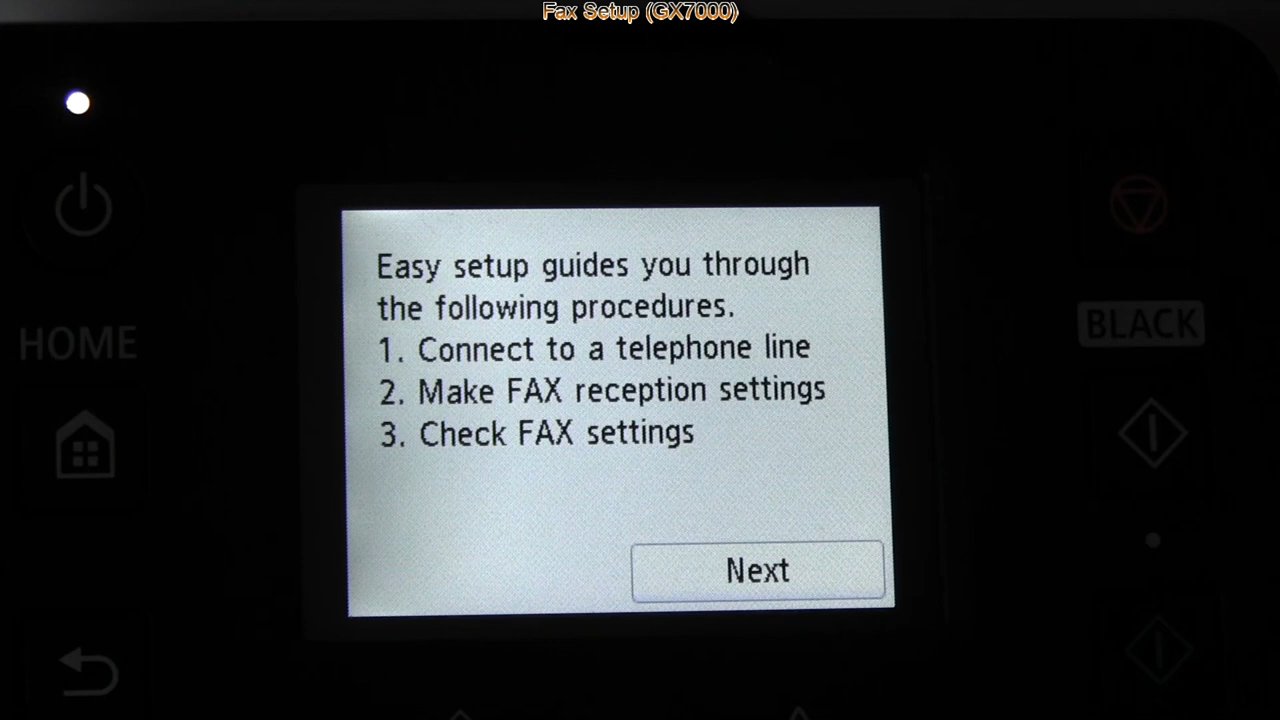 Fax Setup (GX7000)
Easy setup guides you through
the following procedures.
1. Connect to a telephone line
2. Make FAX reception settings
3. Check FAX settings
Next
HOME
BLACK